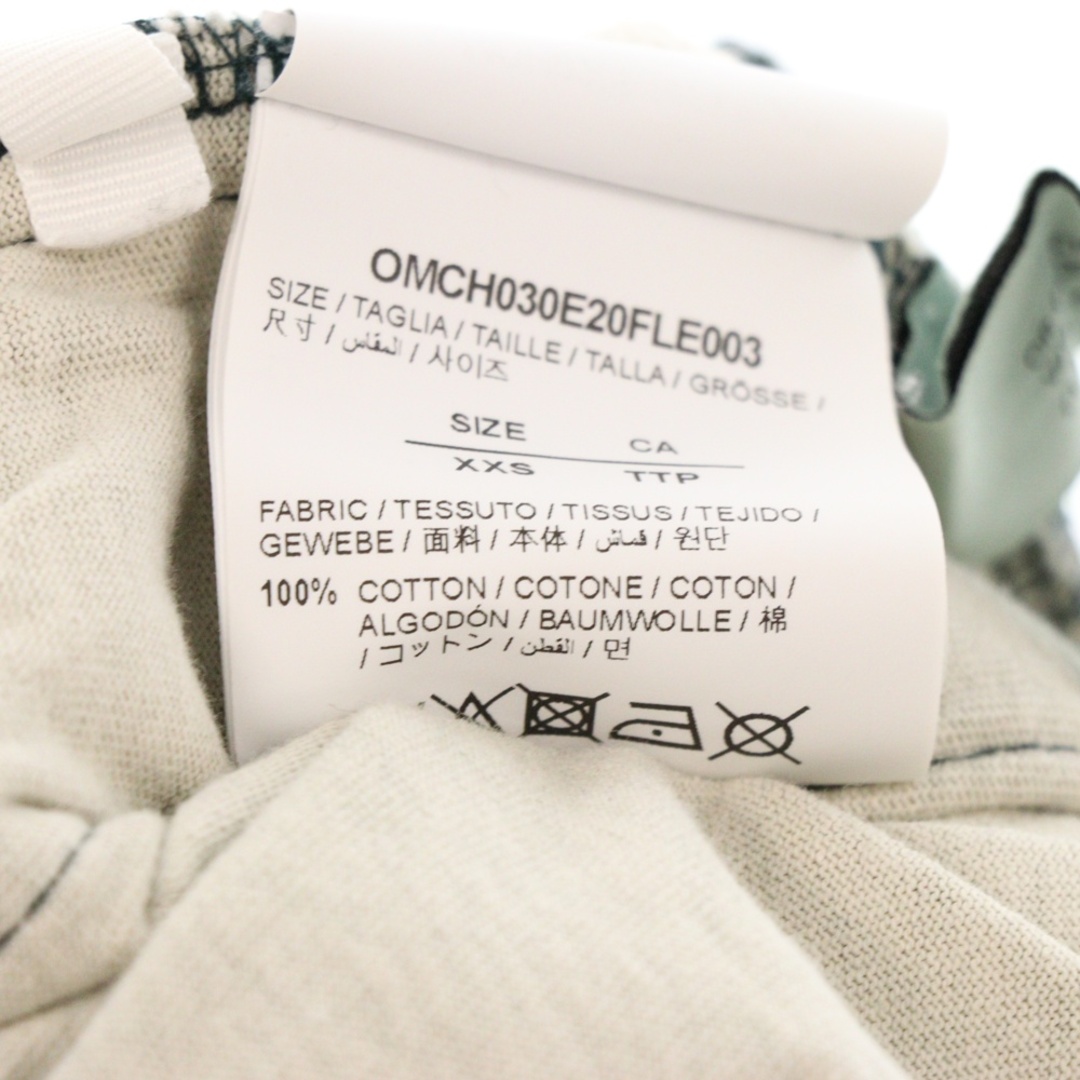 OMCH030E20FLE003
SIZE / TAGLIA / TAILLE / TALLA / GRÖSSE /
尺寸 / المقاس / 사이즈
SIZE CA
XXS TTP
FABRIC / TESSUTO / TISSUS / TEJIDO /
GEWEBE / 面料 / 本体 / قماش / 원단
100% COTTON / COTONE / COTON /
ALGODÓN / BAUMWOLLE / 棉
/ コットン / القطن / 면